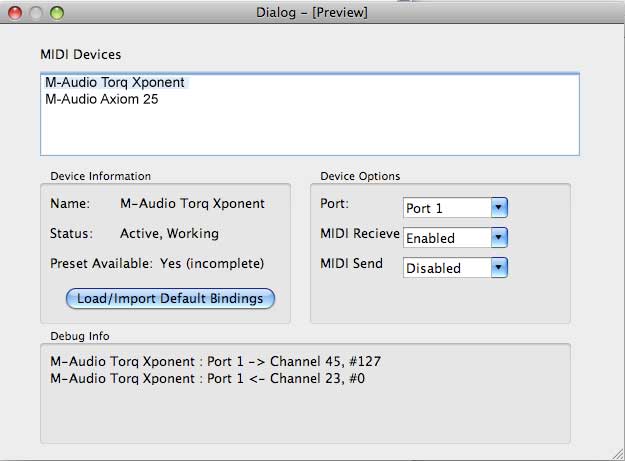 Dialog – [Preview]
MIDI Devices
M-Audio Torq Xponent
M-Audio Axiom 25
Device Information
Name: M-Audio Torq Xponent
Status: Active, Working
Preset Available: Yes (incomplete)
Load/Import Default Bindings
Device Options
Port: Port 1
MIDI Recieve Enabled
MIDI Send Disabled
Debug Info
M-Audio Torq Xponent : Port 1 -> Channel 45, #127
M-Audio Torq Xponent : Port 1 <- Channel 23, #0